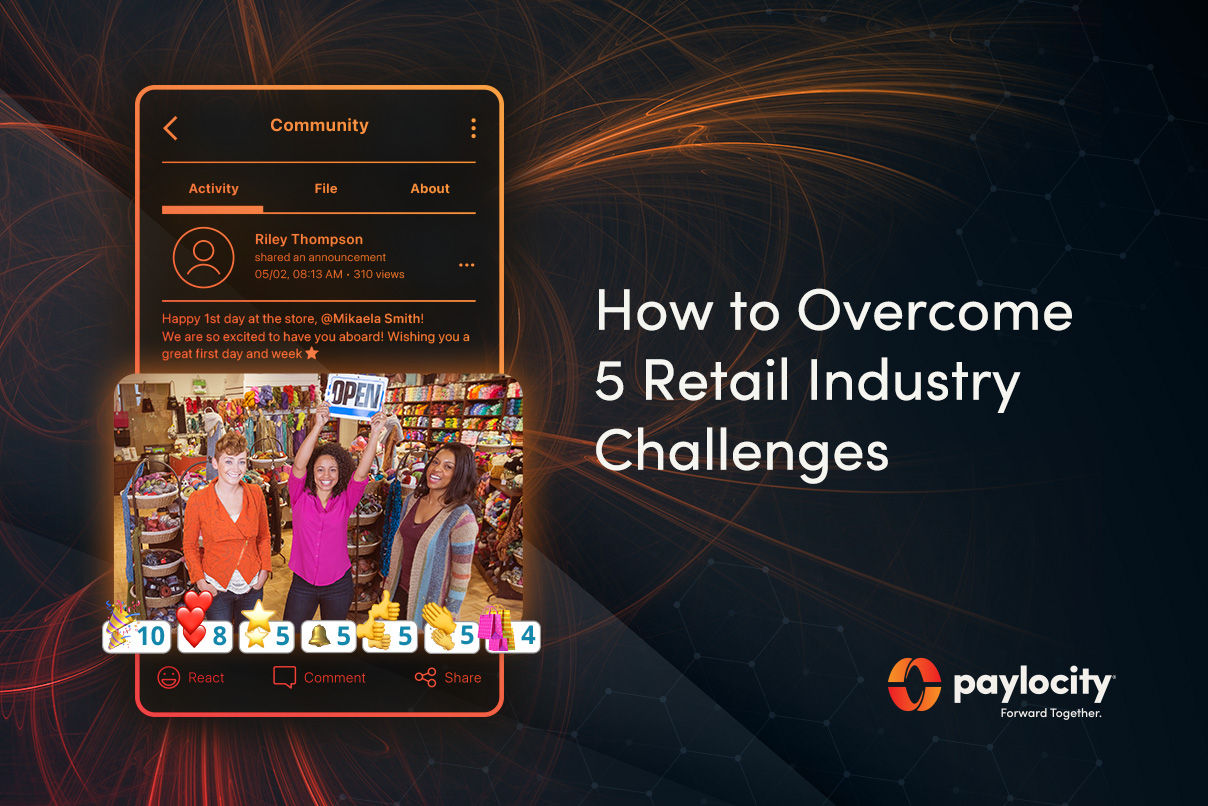 Community
Activity File About
Riley Thompson
shared an announcement
05/02, 08:13 AM • 310 views
Happy 1st day at the store, @Mikaela Smith!
We are so excited to have you aboard! Wishing you a
great first day and week
OPEN
10 8 5 5 5 5 4
React Comment Share
How to Overcome
5 Retail Industry
Challenges
paylocity®
Forward Together.